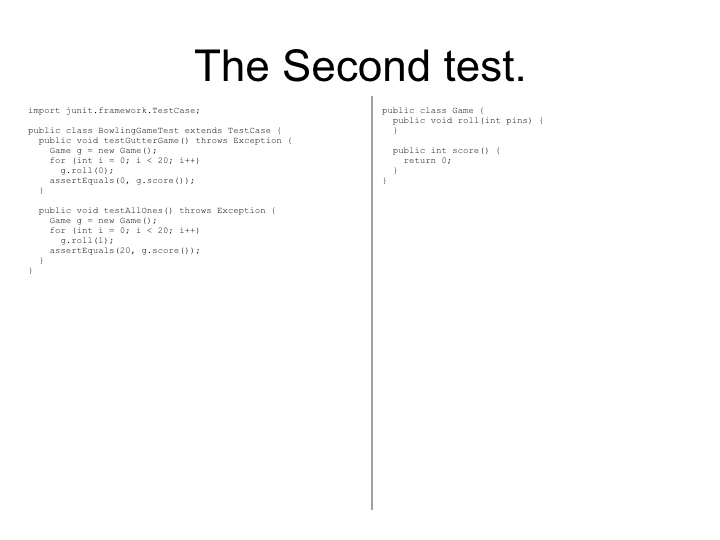 The Second test.
import junit.framework.TestCase;
public class BowlingGameTest extends TestCase {
  public void testGutterGame() throws Exception {
    Game g = new Game();
    for (int i = 0; i < 20; i++)
      g.roll(0);
    assertEquals(0, g.score());
  }
  public void testAllOnes() throws Exception {
    Game g = new Game();
    for (int i = 0; i < 20; i++)
      g.roll(1);
    assertEquals(20, g.score());
  }
}
public class Game {
  public void roll(int pins) {
  }
  public int score() {
    return 0;
  }
}